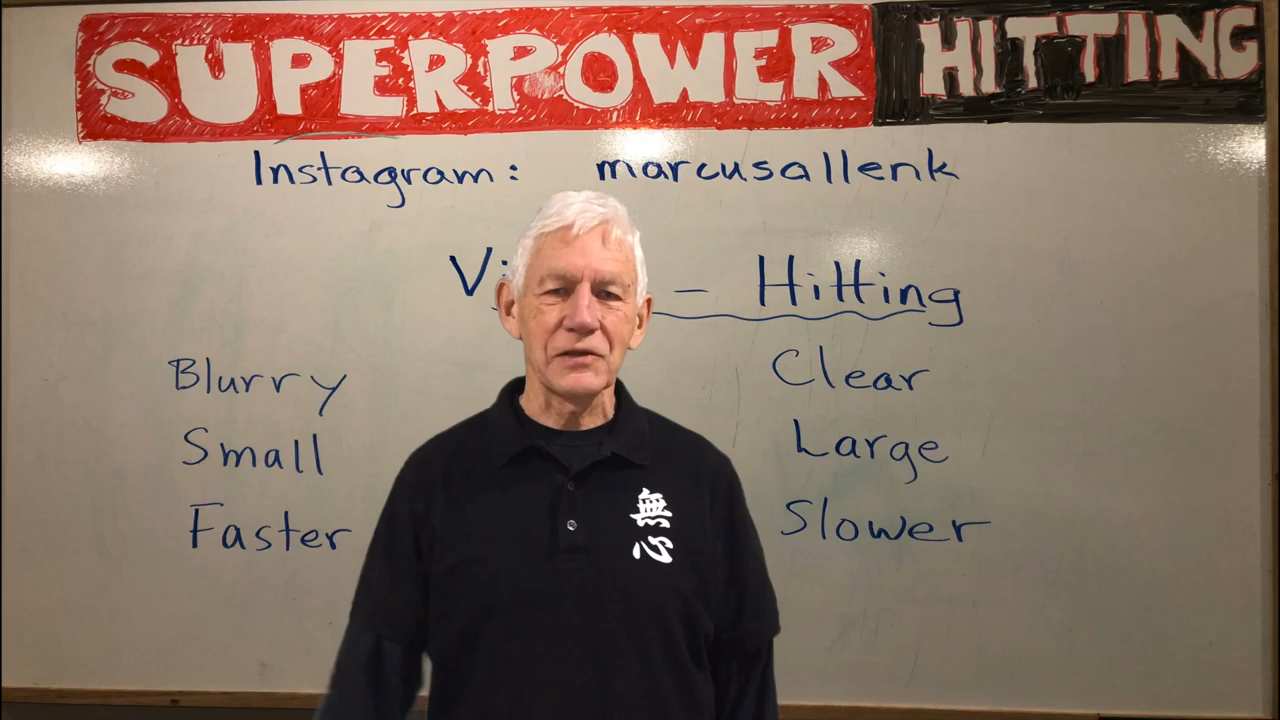 SUPERPOWER HITTING
Instagram: marcusallenk
- Hitting
Blurry Clear
Small Large
Faster Slower
無
心